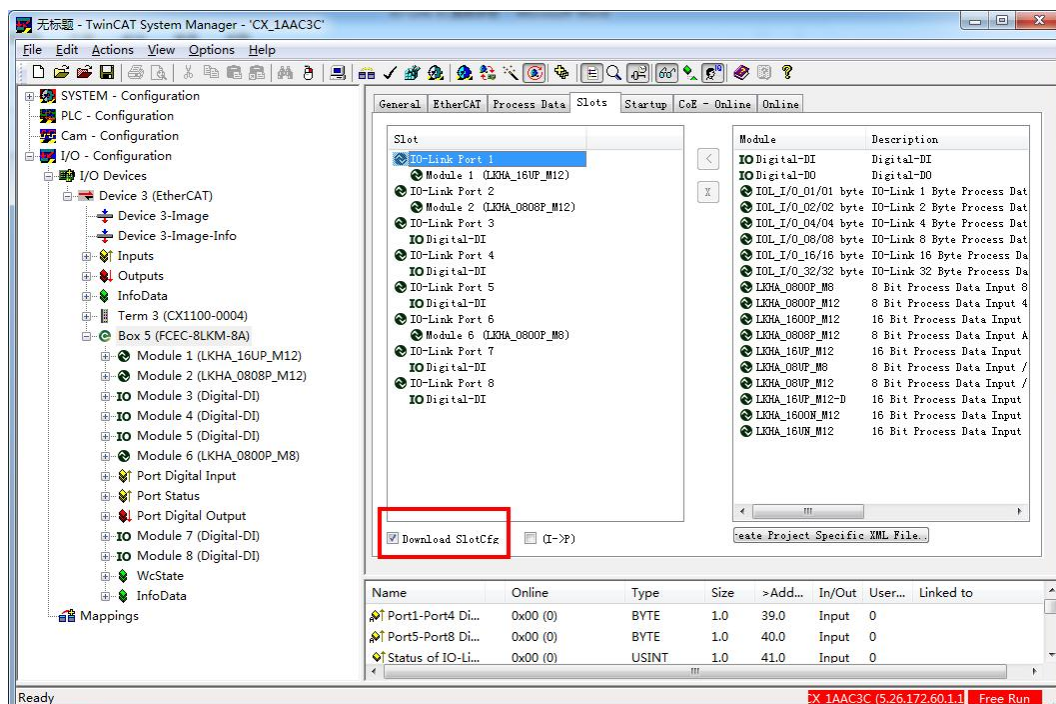 无标题 - TwinCAT System Manager - 'CX_1AAC3C'
File Edit Actions View Options Help
SYSTEM - Configuration
PLC - Configuration
Cam - Configuration
I/O - Configuration
I/O Devices
Device 3 (EtherCAT)
Device 3-Image
Device 3-Image-Info
Inputs
Outputs
InfoData
Term 3 (CX1100-0004)
Box 5 (FCEC-8LKM-8A)
Module 1 (LKHA_16UP_M12)
Module 2 (LKHA_0808P_M12)
IO Module 3 (Digital-DI)
IO Module 4 (Digital-DI)
IO Module 5 (Digital-DI)
Module 6 (LKHA_0800P_M8)
Port Digital Input
Port Status
Port Digital Output
IO Module 7 (Digital-DI)
IO Module 8 (Digital-DI)
WcState
InfoData
Mappings
General EtherCAT Process Data Slots Startup CoE - Online Online
Slot
IO-Link Port 1
Module 1 (LKHA_16UP_M12)
IO-Link Port 2
Module 2 (LKHA_0808P_M12)
IO-Link Port 3
IO Digital-DI
IO-Link Port 4
IO Digital-DI
IO-Link Port 5
IO Digital-DI
IO-Link Port 6
Module 6 (LKHA_0800P_M8)
IO-Link Port 7
IO Digital-DI
IO-Link Port 8
IO Digital-DI
<
X
Module Description
IO Digital-DI Digital-DI
IO Digital-DO Digital-DO
IOL_I/O_01/01 byte IO-Link 1 Byte Process Dat
IOL_I/O_02/02 byte IO-Link 2 Byte Process Dat
IOL_I/O_04/04 byte IO-Link 4 Byte Process Dat
IOL_I/O_08/08 byte IO-Link 8 Byte Process Dat
IOL_I/O_16/16 byte IO-Link 16 Byte Process Da
IOL_I/O_32/32 byte IO-Link 32 Byte Process Da
LKHA_0800P_M8 8 Bit Process Data Input 8
LKHA_0800P_M12 8 Bit Process Data Input 4
LKHA_1600P_M12 16 Bit Process Data Input
LKHA_0808P_M12 8 Bit Process Data Input A
LKHA_16UP_M12 16 Bit Process Data Input
LKHA_08UP_M8 8 Bit Process Data Input /
LKHA_08UP_M12 8 Bit Process Data Input /
LKHA_16UP_M12-D 16 Bit Process Data Input
LKHA_1600N_M12 16 Bit Process Data Input
LKHA_16UN_M12 16 Bit Process Data Input
Download SlotCfg (I->P)
eate Project Specific XML File..
Name Online Type Size >Add... In/Out User... Linked to
Port1-Port4 Di... 0x00 (0) BYTE 1.0 39.0 Input 0
Port5-Port8 Di... 0x00 (0) BYTE 1.0 40.0 Input 0
Status of IO-Li... 0x00 (0) USINT 1.0 41.0 Input 0
Ready
CX_1AAC3C (5.26.172.60.1.1 Free Run